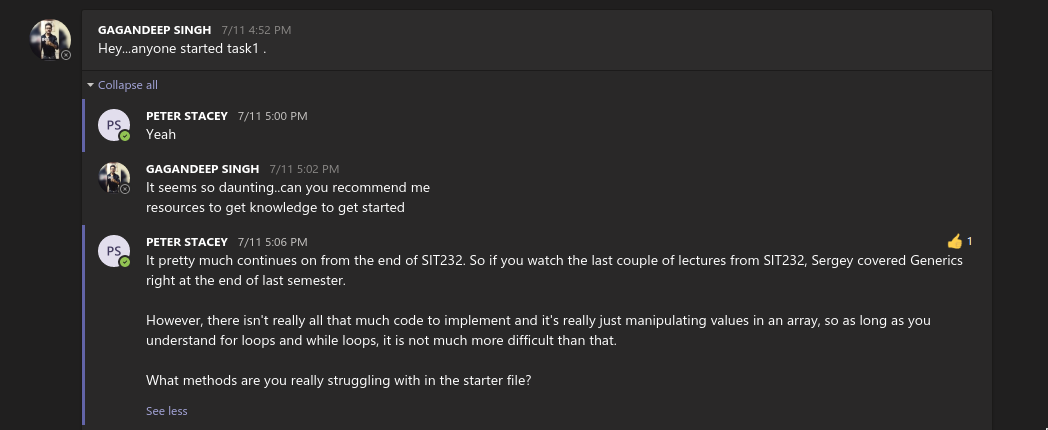 GAGANDEEP SINGH 7/11 4:52 PM
Hey...anyone started task1 .
Collapse all
PS
PETER STACEY 7/11 5:00 PM
Yeah
GAGANDEEP SINGH 7/11 5:02 PM
It seems so daunting..can you recommend me
resources to get knowledge to get started
PS
PETER STACEY 7/11 5:06 PM
1
It pretty much continues on from the end of SIT232. So if you watch the last couple of lectures from SIT232, Sergey covered Generics
right at the end of last semester.
However, there isn't really all that much code to implement and it's really just manipulating values in an array, so as long as you
understand for loops and while loops, it is not much more difficult than that.
What methods are you really struggling with in the starter file?
See less